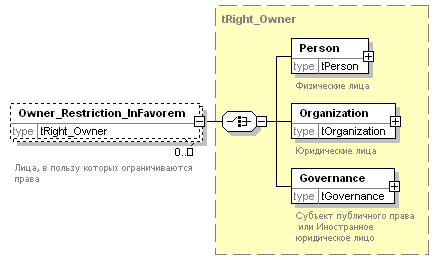 tRight_Owner
Person
type tPerson
Физические лица
Owner_Restriction_InFavorem
type tRight_Owner
0..
Лица, в пользу которых ограничиваются
права
Organization
type tOrganization
Юридические лица
Governance
type tGovernance
Субъект публичного права
или Иностранное
юридическое лицо